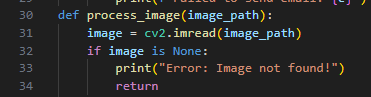 30 def process_image(image_path):
31     image = cv2.imread(image_path)
32     if image is None:
33         print("Error: Image not found!")
34         return